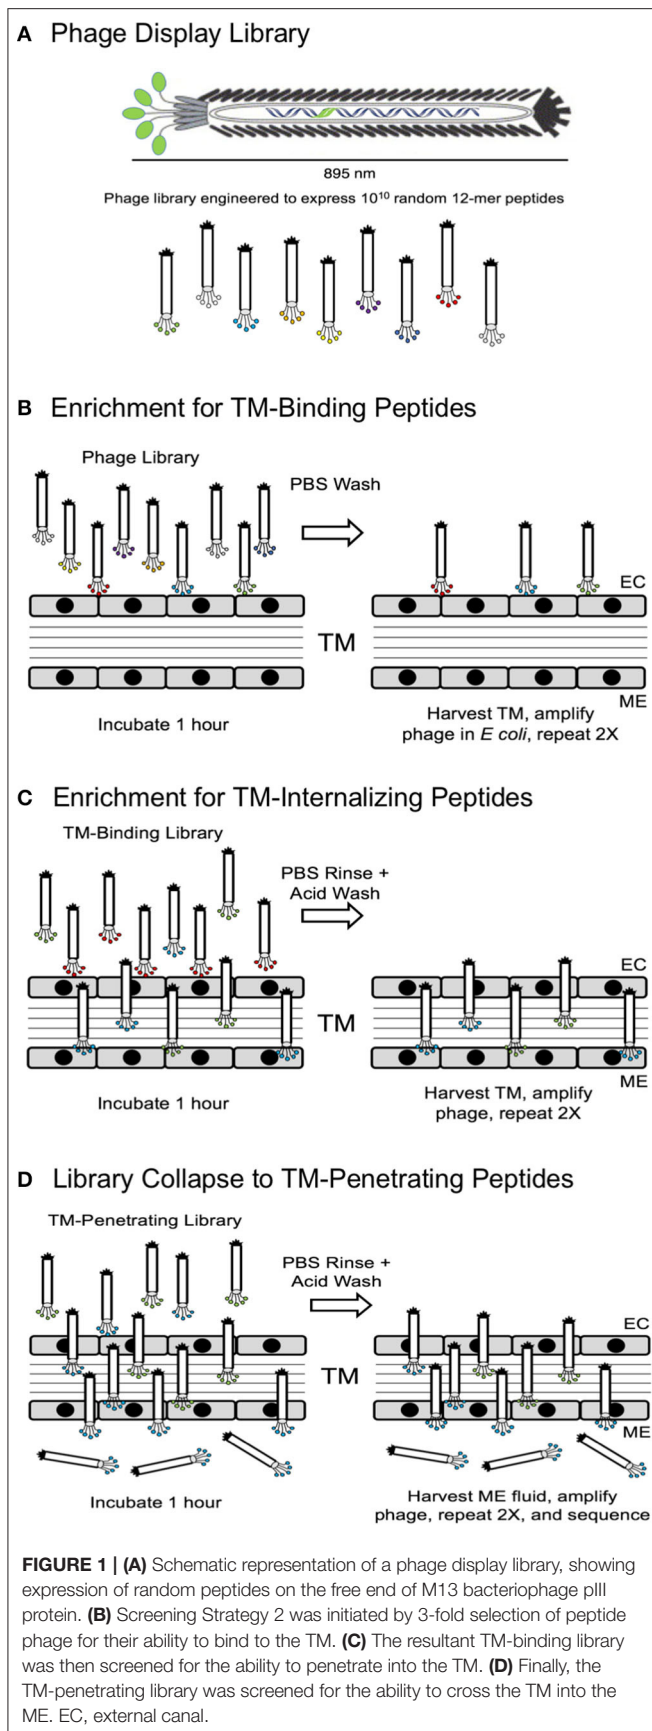 A Phage Display Library
895 nm
Phage library engineered to express 10¹⁰ random 12-mer peptides
B Enrichment for TM-Binding Peptides
Phage Library
PBS Wash
EC
TM
ME
Incubate 1 hour
Harvest TM, amplify
phage in E coli, repeat 2X
C Enrichment for TM-Internalizing Peptides
TM-Binding Library
PBS Rinse +
Acid Wash
EC
TM
ME
Incubate 1 hour
Harvest TM, amplify
phage, repeat 2X
D Library Collapse to TM-Penetrating Peptides
TM-Penetrating Library
PBS Rinse +
Acid Wash
EC
TM
ME
Incubate 1 hour
Harvest ME fluid, amplify
phage, repeat 2X, and sequence
FIGURE 1 | (A) Schematic representation of a phage display library, showing
expression of random peptides on the free end of M13 bacteriophage pIII
protein. (B) Screening Strategy 2 was initiated by 3-fold selection of peptide
phage for their ability to bind to the TM. (C) The resultant TM-binding library
was then screened for the ability to penetrate into the TM. (D) Finally, the
TM-penetrating library was screened for the ability to cross the TM into the
ME. EC, external canal.